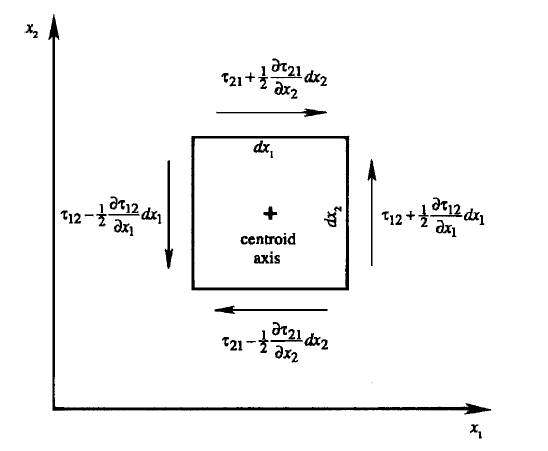 x₂
τ₂₁ + ½ ∂τ₂₁/∂x₂ dx₂
dx₁
τ₁₂ − ½ ∂τ₁₂/∂x₁ dx₁
dx₂
τ₁₂ + ½ ∂τ₁₂/∂x₁ dx₁
centroid
axis
τ₂₁ − ½ ∂τ₂₁/∂x₂ dx₂
x₁